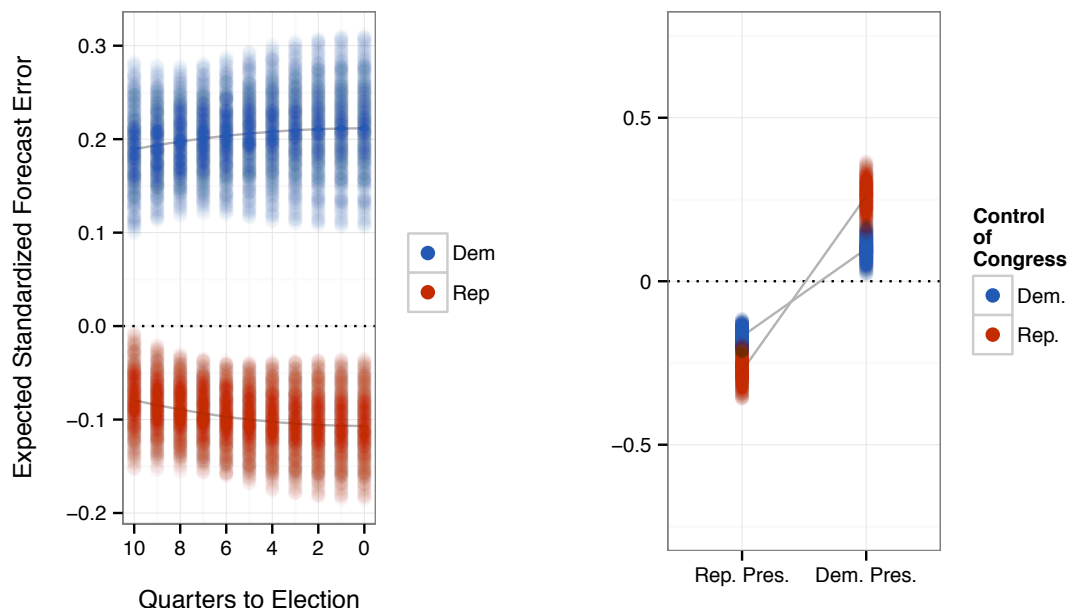 Expected Standardized Forecast Error
0.3
0.2
0.1
0.0
−0.1
−0.2
10 8 6 4 2 0
Quarters to Election
Dem
Rep
0.5
0
−0.5
Rep. Pres. Dem. Pres.
Control
of
Congress
Dem.
Rep.